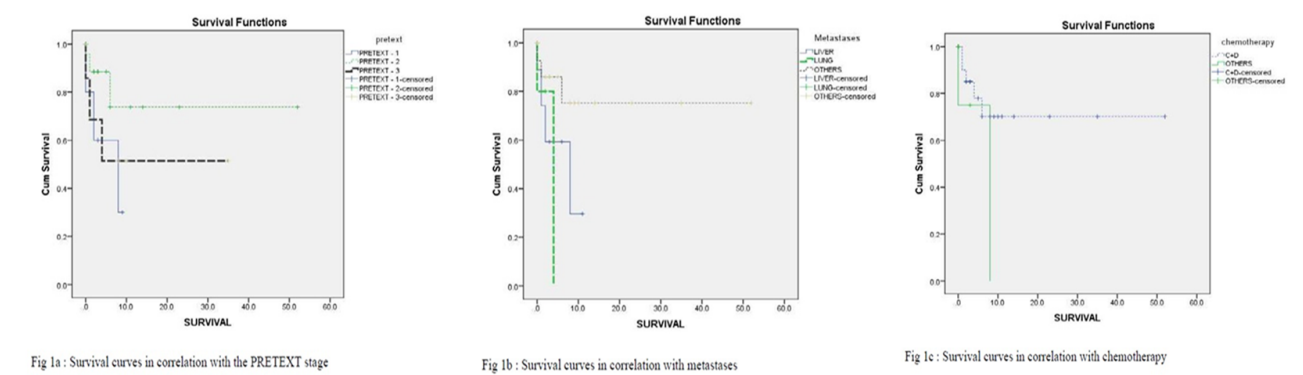 Survival Functions
Cum Survival
1.0
0.8
0.6
0.4
0.2
0.0
.0 10.0 20.0 30.0 40.0 50.0 60.0
SURVIVAL
pretext
PRETEXT - 1
PRETEXT - 2
PRETEXT - 3
PRETEXT - 1-censored
PRETEXT - 2-censored
PRETEXT - 3-censored
Fig 1a : Survival curves in correlation with the PRETEXT stage
Survival Functions
Cum Survival
1.0
0.8
0.6
0.4
0.2
0.0
.0 10.0 20.0 30.0 40.0 50.0 60.0
SURVIVAL
Metastases
LIVER
LUNG
OTHERS
LIVER-censored
LUNG-censored
OTHERS-censored
Fig 1b : Survival curves in correlation with metastases
Survival Functions
Cum Survival
1.0
0.8
0.6
0.4
0.2
0.0
.0 10.0 20.0 30.0 40.0 50.0 60.0
SURVIVAL
chemotherapy
C+D
OTHERS
C+D-censored
OTHERS-censored
Fig 1c : Survival curves in correlation with chemotherapy